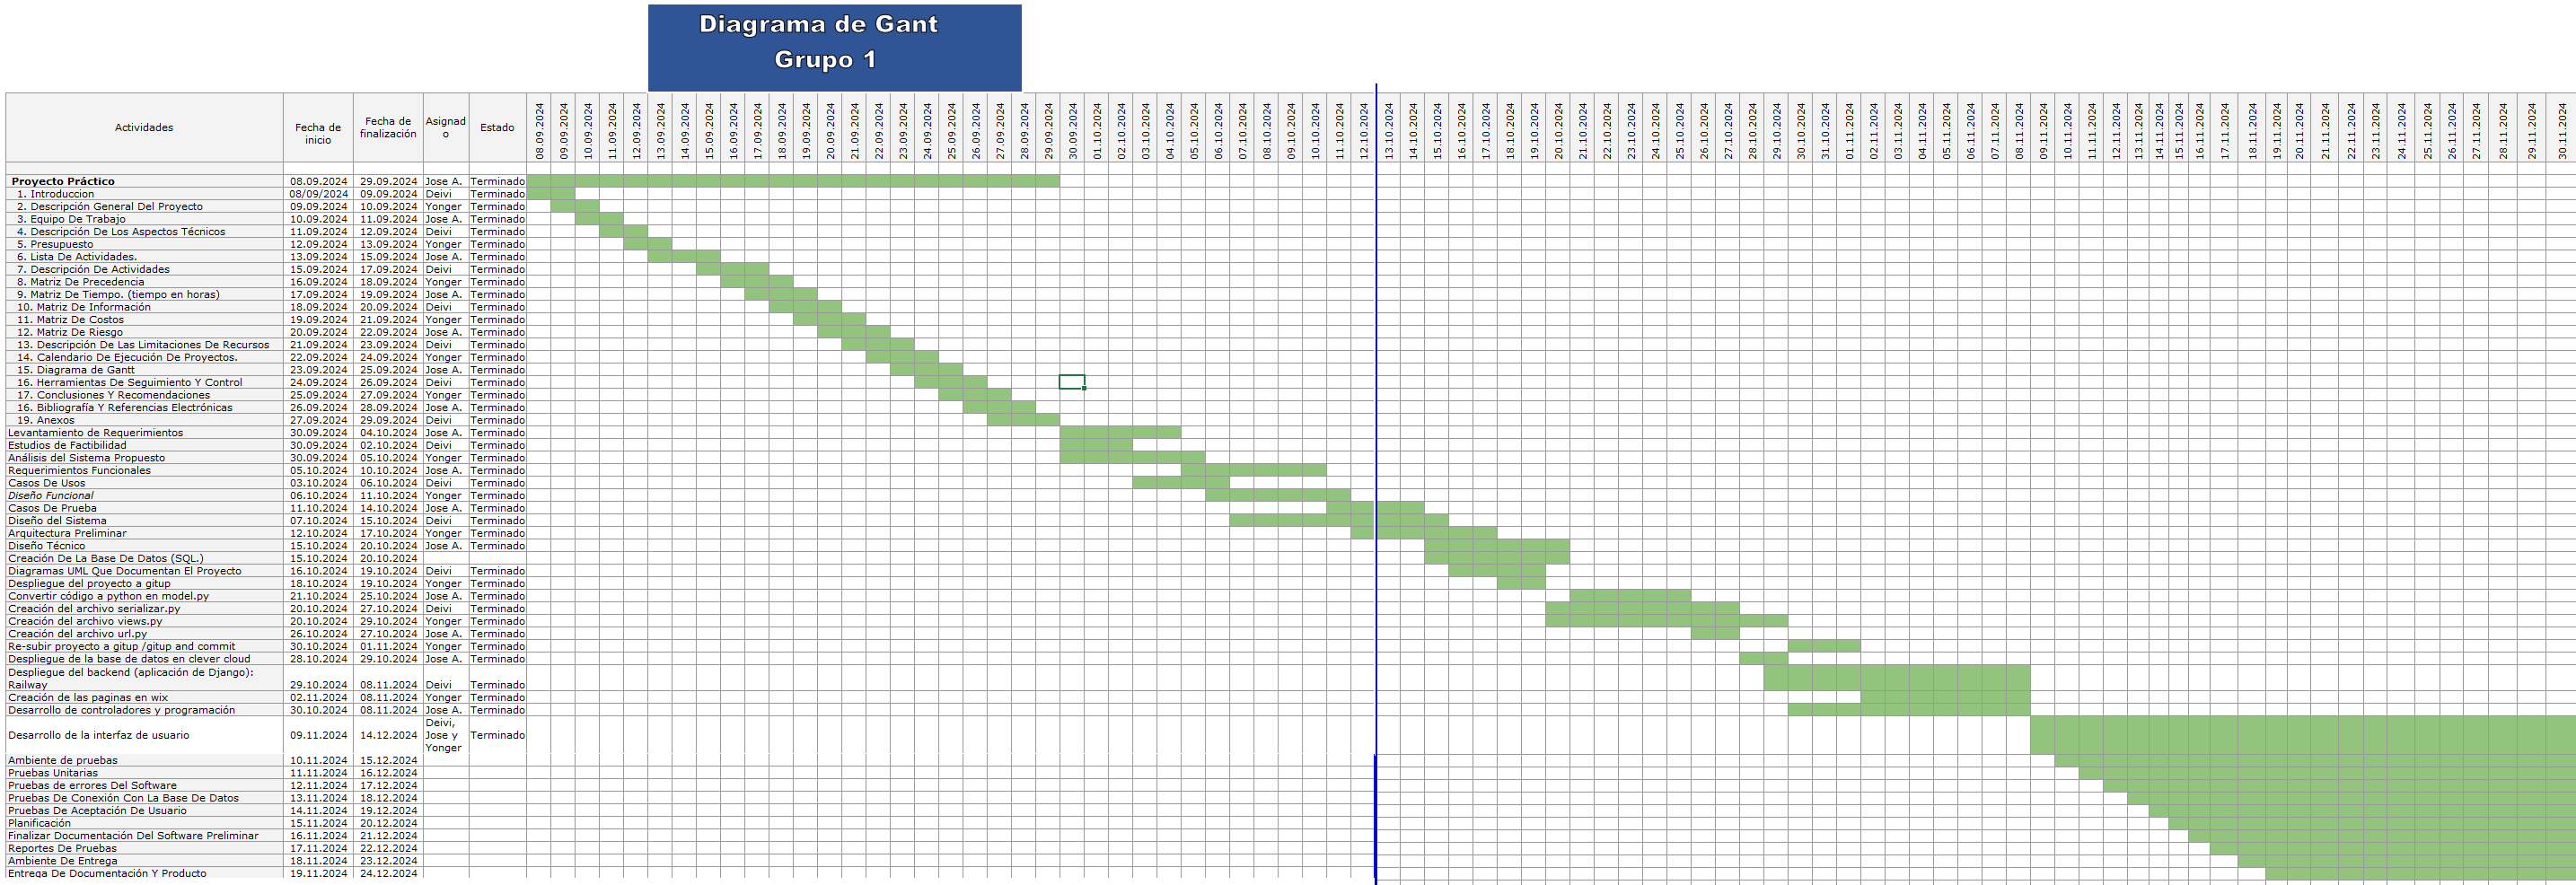 Diagrama de Gant
Grupo 1
Actividades Fecha de inicio Fecha de finalización Asignado Estado 08.09.2024 09.09.2024 10.09.2024 11.09.2024 12.09.2024 13.09.2024 14.09.2024 15.09.2024 16.09.2024 17.09.2024 18.09.2024 19.09.2024 20.09.2024 21.09.2024 22.09.2024 23.09.2024 24.09.2024 25.09.2024 26.09.2024 27.09.2024 28.09.2024 29.09.2024 30.09.2024 01.10.2024 02.10.2024 03.10.2024 04.10.2024 05.10.2024 06.10.2024 07.10.2024 08.10.2024 09.10.2024 10.10.2024 11.10.2024 12.10.2024 13.10.2024 14.10.2024 15.10.2024 16.10.2024 17.10.2024 18.10.2024 19.10.2024 20.10.2024 21.10.2024 22.10.2024 23.10.2024 24.10.2024 25.10.2024 26.10.2024 27.10.2024 28.10.2024 29.10.2024 30.10.2024 31.10.2024 01.11.2024 02.11.2024 03.11.2024 04.11.2024 05.11.2024 06.11.2024 07.11.2024 08.11.2024 09.11.2024 10.11.2024 11.11.2024 12.11.2024 13.11.2024 14.11.2024 15.11.2024 16.11.2024 17.11.2024 18.11.2024 19.11.2024 20.11.2024 21.11.2024 22.11.2024 23.11.2024 24.11.2024 25.11.2024 26.11.2024 27.11.2024 28.11.2024 29.11.2024 30.11.2024
Proyecto Práctico 08.09.2024 29.09.2024 Jose A. Terminado
1. Introduccion 08/09/2024 09.09.2024 Deivi Terminado
2. Descripción General Del Proyecto 09.09.2024 10.09.2024 Yonger Terminado
3. Equipo De Trabajo 10.09.2024 11.09.2024 Jose A. Terminado
4. Descripción De Los Aspectos Técnicos 11.09.2024 12.09.2024 Deivi Terminado
5. Presupuesto 12.09.2024 13.09.2024 Yonger Terminado
6. Lista De Actividades. 13.09.2024 15.09.2024 Jose A. Terminado
7. Descripción De Actividades 15.09.2024 17.09.2024 Deivi Terminado
8. Matriz De Precedencia 16.09.2024 18.09.2024 Yonger Terminado
9. Matriz De Tiempo. (tiempo en horas) 17.09.2024 19.09.2024 Jose A. Terminado
10. Matriz De Información 18.09.2024 20.09.2024 Deivi Terminado
11. Matriz De Costos 19.09.2024 21.09.2024 Yonger Terminado
12. Matriz De Riesgo 20.09.2024 22.09.2024 Jose A. Terminado
13. Descripción De Las Limitaciones De Recursos 21.09.2024 23.09.2024 Deivi Terminado
14. Calendario De Ejecución De Proyectos. 22.09.2024 24.09.2024 Yonger Terminado
15. Diagrama de Gantt 23.09.2024 25.09.2024 Jose A. Terminado
16. Herramientas De Seguimiento Y Control 24.09.2024 26.09.2024 Deivi Terminado
17. Conclusiones Y Recomendaciones 25.09.2024 27.09.2024 Yonger Terminado
16. Bibliografía Y Referencias Electrónicas 26.09.2024 28.09.2024 Jose A. Terminado
19. Anexos 27.09.2024 29.09.2024 Deivi Terminado
Levantamiento de Requerimientos 30.09.2024 04.10.2024 Jose A. Terminado
Estudios de Factibilidad 30.09.2024 02.10.2024 Deivi Terminado
Análisis del Sistema Propuesto 30.09.2024 05.10.2024 Yonger Terminado
Requerimientos Funcionales 05.10.2024 10.10.2024 Jose A. Terminado
Casos De Usos 03.10.2024 06.10.2024 Deivi Terminado
Diseño Funcional 06.10.2024 11.10.2024 Yonger Terminado
Casos De Prueba 11.10.2024 14.10.2024 Jose A. Terminado
Diseño del Sistema 07.10.2024 15.10.2024 Deivi Terminado
Arquitectura Preliminar 12.10.2024 17.10.2024 Yonger Terminado
Diseño Técnico 15.10.2024 20.10.2024 Jose A. Terminado
Creación De La Base De Datos (SQL.) 15.10.2024 20.10.2024
Diagramas UML Que Documentan El Proyecto 16.10.2024 19.10.2024 Deivi Terminado
Despliegue del proyecto a gitup 18.10.2024 19.10.2024 Yonger Terminado
Convertir código a python en model.py 21.10.2024 25.10.2024 Jose A. Terminado
Creación del archivo serializar.py 20.10.2024 27.10.2024 Deivi Terminado
Creación del archivo views.py 20.10.2024 29.10.2024 Yonger Terminado
Creación del archivo url.py 26.10.2024 27.10.2024 Jose A. Terminado
Re-subir proyecto a gitup /gitup and commit 30.10.2024 01.11.2024 Yonger Terminado
Despliegue de la base de datos en clever cloud 28.10.2024 29.10.2024 Jose A. Terminado
Despliegue del backend (aplicación de Django):
Railway 29.10.2024 08.11.2024 Deivi Terminado
Creación de las paginas en wix 02.11.2024 08.11.2024 Yonger Terminado
Desarrollo de controladores y programación 30.10.2024 08.11.2024 Jose A. Terminado
Desarrollo de la interfaz de usuario 09.11.2024 14.12.2024 Deivi, Jose y Yonger Terminado
Ambiente de pruebas 10.11.2024 15.12.2024
Pruebas Unitarias 11.11.2024 16.12.2024
Pruebas de errores Del Software 12.11.2024 17.12.2024
Pruebas De Conexión Con La Base De Datos 13.11.2024 18.12.2024
Pruebas De Aceptación De Usuario 14.11.2024 19.12.2024
Planificación 15.11.2024 20.12.2024
Finalizar Documentación Del Software Preliminar 16.11.2024 21.12.2024
Reportes De Pruebas 17.11.2024 22.12.2024
Ambiente De Entrega 18.11.2024 23.12.2024
Entrega De Documentación Y Producto 19.11.2024 24.12.2024